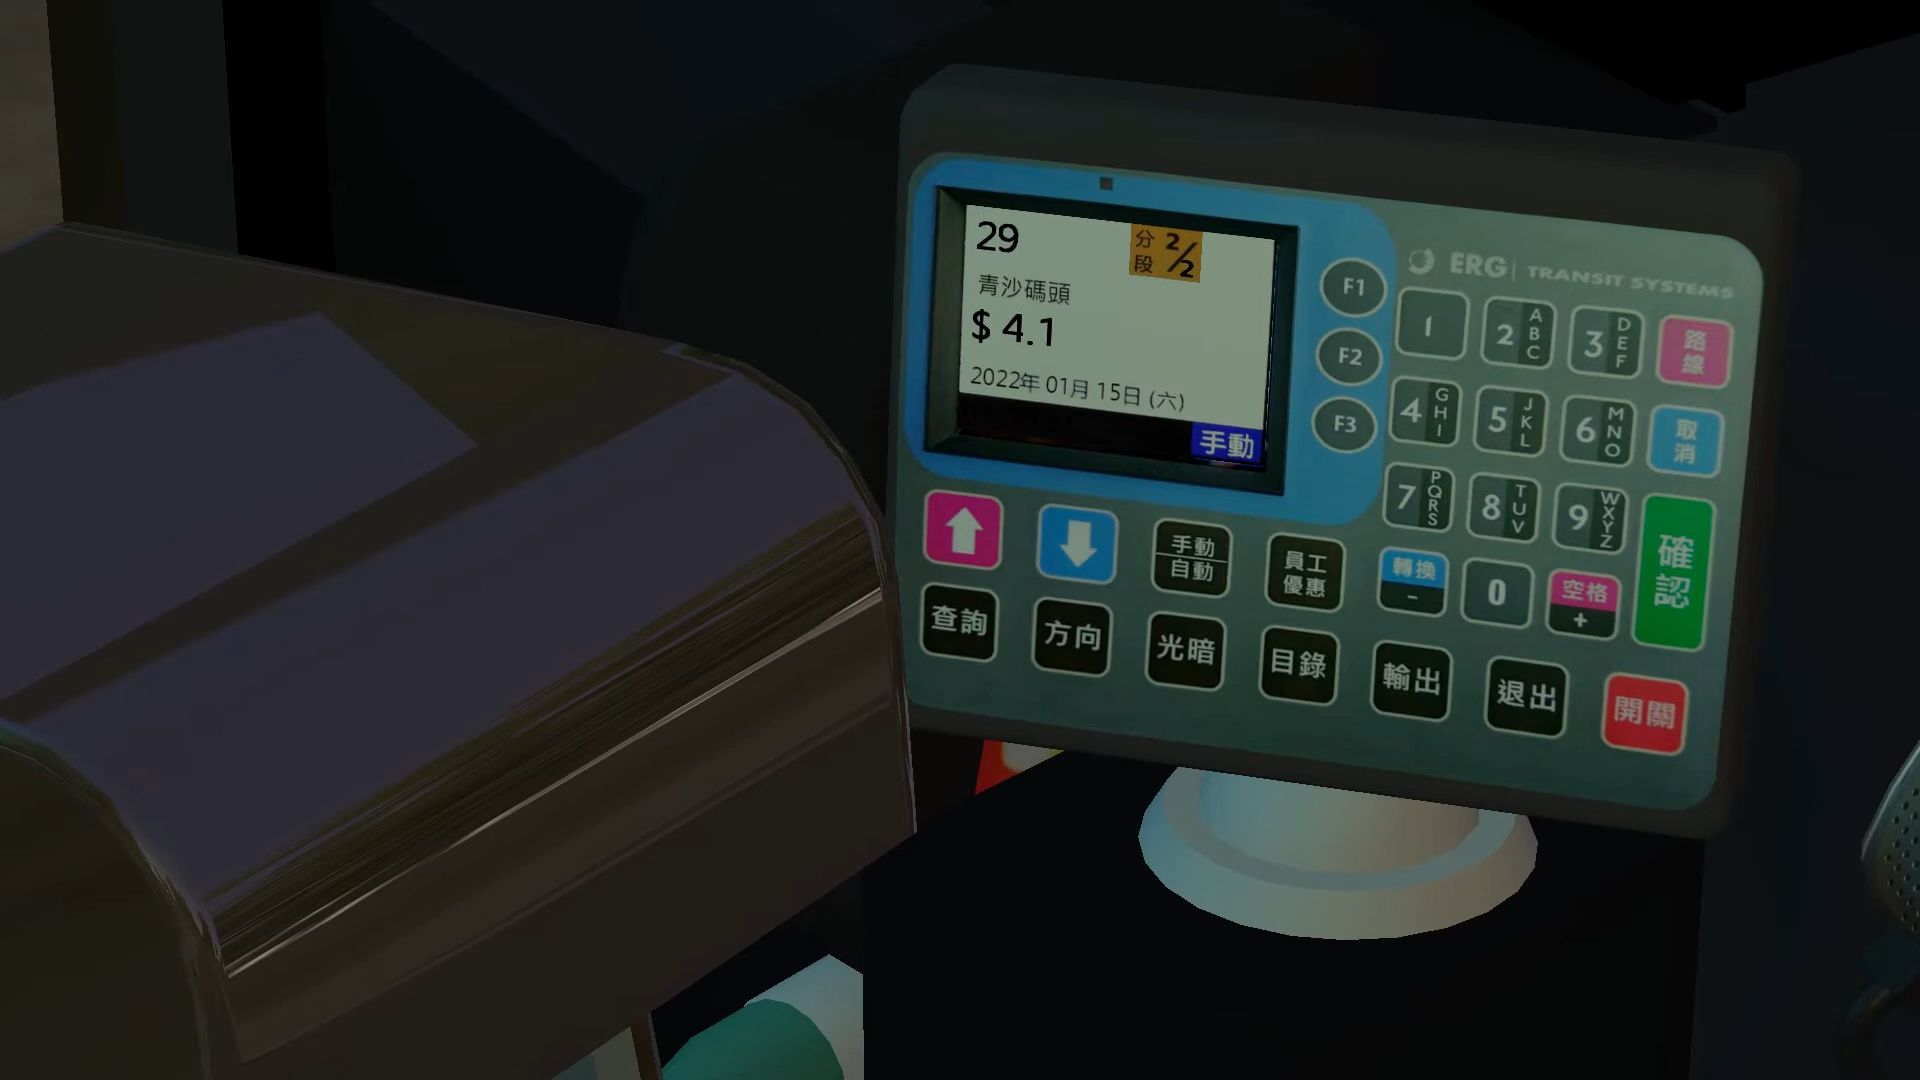 29
分段 2/2
青沙碼頭
$ 4.1
2022年 01月 15日 (六)
手動
ERG TRANSIT SYSTEMS
F1
F2
F3
1
2 ABC
3 DEF
路線
4 GHI
5 JKL
6 MNO
取消
7 PQRS
8 TUV
9 WXYZ
確認
手動
自動
員工優惠
轉換
-
0
空格
+
查詢
方向
光暗
目錄
輸出
退出
開關